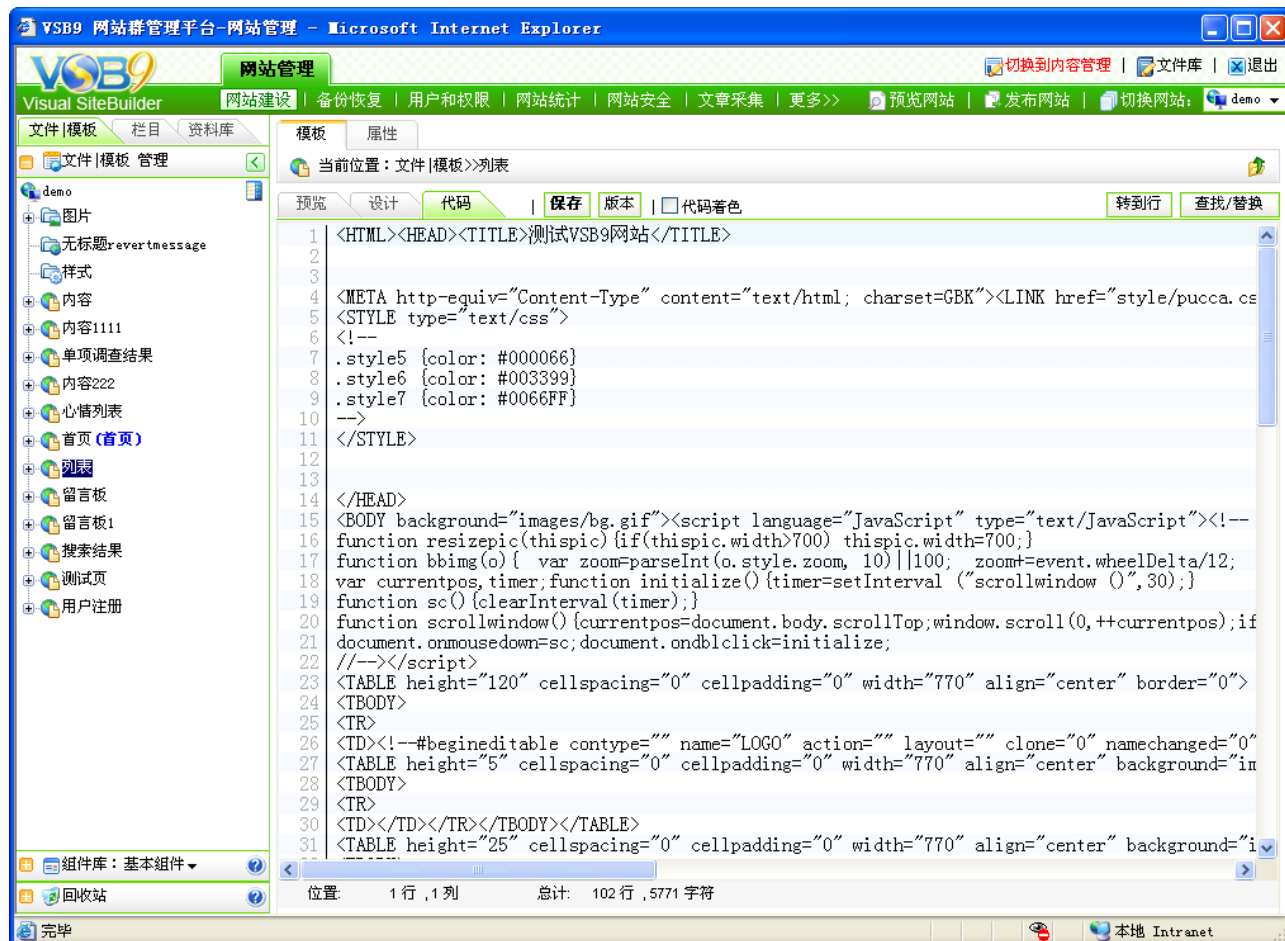 VSB9 网站群管理平台-网站管理 - Microsoft Internet Explorer
VSB9
Visual SiteBuilder
网站管理
切换到内容管理 | 文件库 | 退出
网站建设 | 备份恢复 | 用户和权限 | 网站统计 | 网站安全 | 文章采集 | 更多>> 预览网站 | 发布网站 | 切换网站: demo
文件|模板 栏目 资料库
模板 属性
文件|模板 管理
当前位置:文件|模板>>列表
预览 设计 代码 | 保存 版本 | 代码着色 转到行 查找/替换
demo
图片
无标题revertmessage
样式
内容
内容1111
单项调查结果
内容222
心情列表
首页 (首页)
列表
留言板
留言板1
搜索结果
测试页
用户注册
组件库:基本组件
回收站
1 <HTML><HEAD><TITLE>测试VSB9网站</TITLE>
2
3
4 <META http-equiv="Content-Type" content="text/html; charset=GBK"><LINK href="style/pucca.cs
5 <STYLE type="text/css">
6 <!--
7 .style5 {color: #000066}
8 .style6 {color: #003399}
9 .style7 {color: #0066FF}
10 -->
11 </STYLE>
12
13
14 </HEAD>
15 <BODY background="images/bg.gif"><script language="JavaScript" type="text/JavaScript"><!--
16 function resizepic(thispic){if(thispic.width>700) thispic.width=700;}
17 function bbimg(o){ var zoom=parseInt(o.style.zoom, 10)||100; zoom+=event.wheelDelta/12;
18 var currentpos,timer;function initialize(){timer=setInterval ("scrollwindow ()",30);}
19 function sc(){clearInterval(timer);}
20 function scrollwindow(){currentpos=document.body.scrollTop;window.scroll(0,++currentpos);if
21 document.onmousedown=sc;document.ondblclick=initialize;
22 //--></script>
23 <TABLE height="120" cellspacing="0" cellpadding="0" width="770" align="center" border="0">
24 <TBODY>
25 <TR>
26 <TD><!--#begineditable contype="" name="LOGO" action="" layout="" clone="0" namechanged="0"
27 <TABLE height="5" cellspacing="0" cellpadding="0" width="770" align="center" background="im
28 <TBODY>
29 <TR>
30 <TD></TD></TR></TBODY></TABLE>
31 <TABLE height="25" cellspacing="0" cellpadding="0" width="770" align="center" background="i
位置: 1行,1列 总计: 102行,5771字符
完毕
本地 Intranet